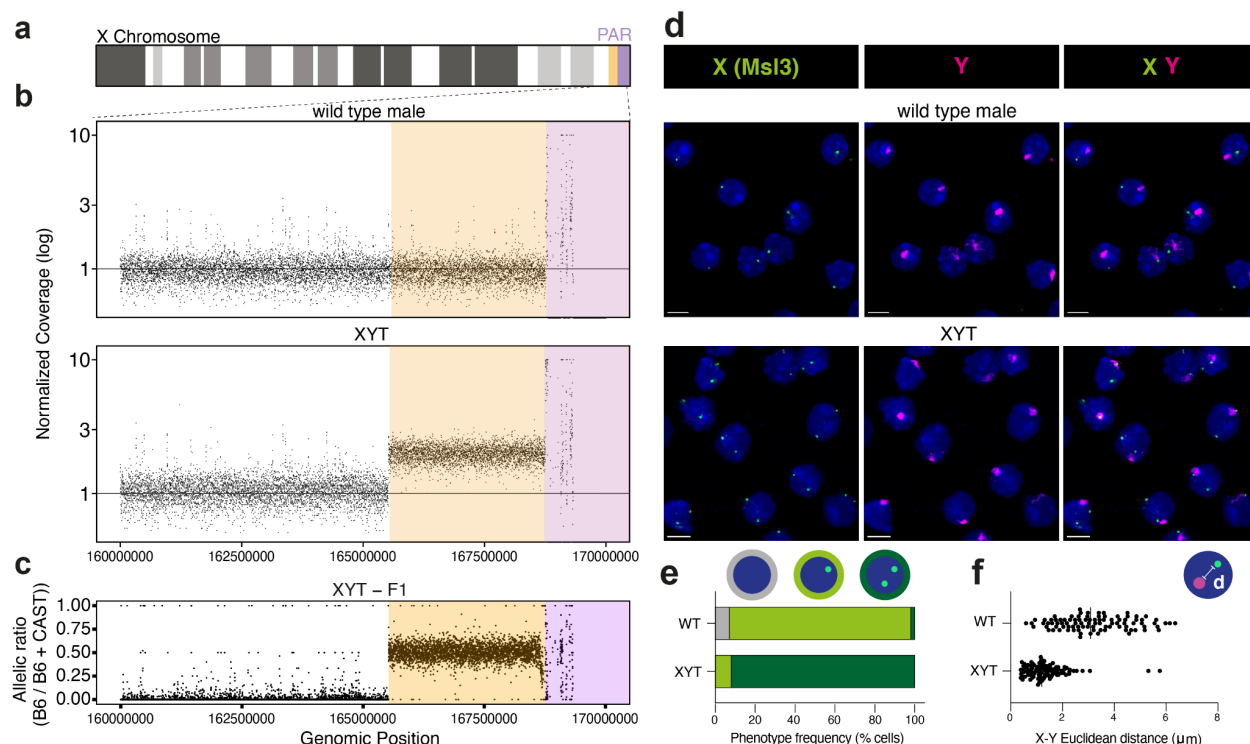 a
X Chromosome
PAR
b
wild type male
10
3
1
Normalized Coverage (log)
XYT
10
3
1
160000000
162500000
165000000
167500000
170000000
c
XYT – F1
1.00
0.75
0.50
0.25
0.00
Allelic ratio
(B6 / B6 + CAST))
160000000
162500000
165000000
167500000
170000000
Genomic Position
d
X (Msl3)
Y
X Y
wild type male
XYT
e
WT
XYT
0
20
40
60
80
100
Phenotype frequency (% cells)
f
d
WT
XYT
0
2
4
6
8
X-Y Euclidean distance (μm)